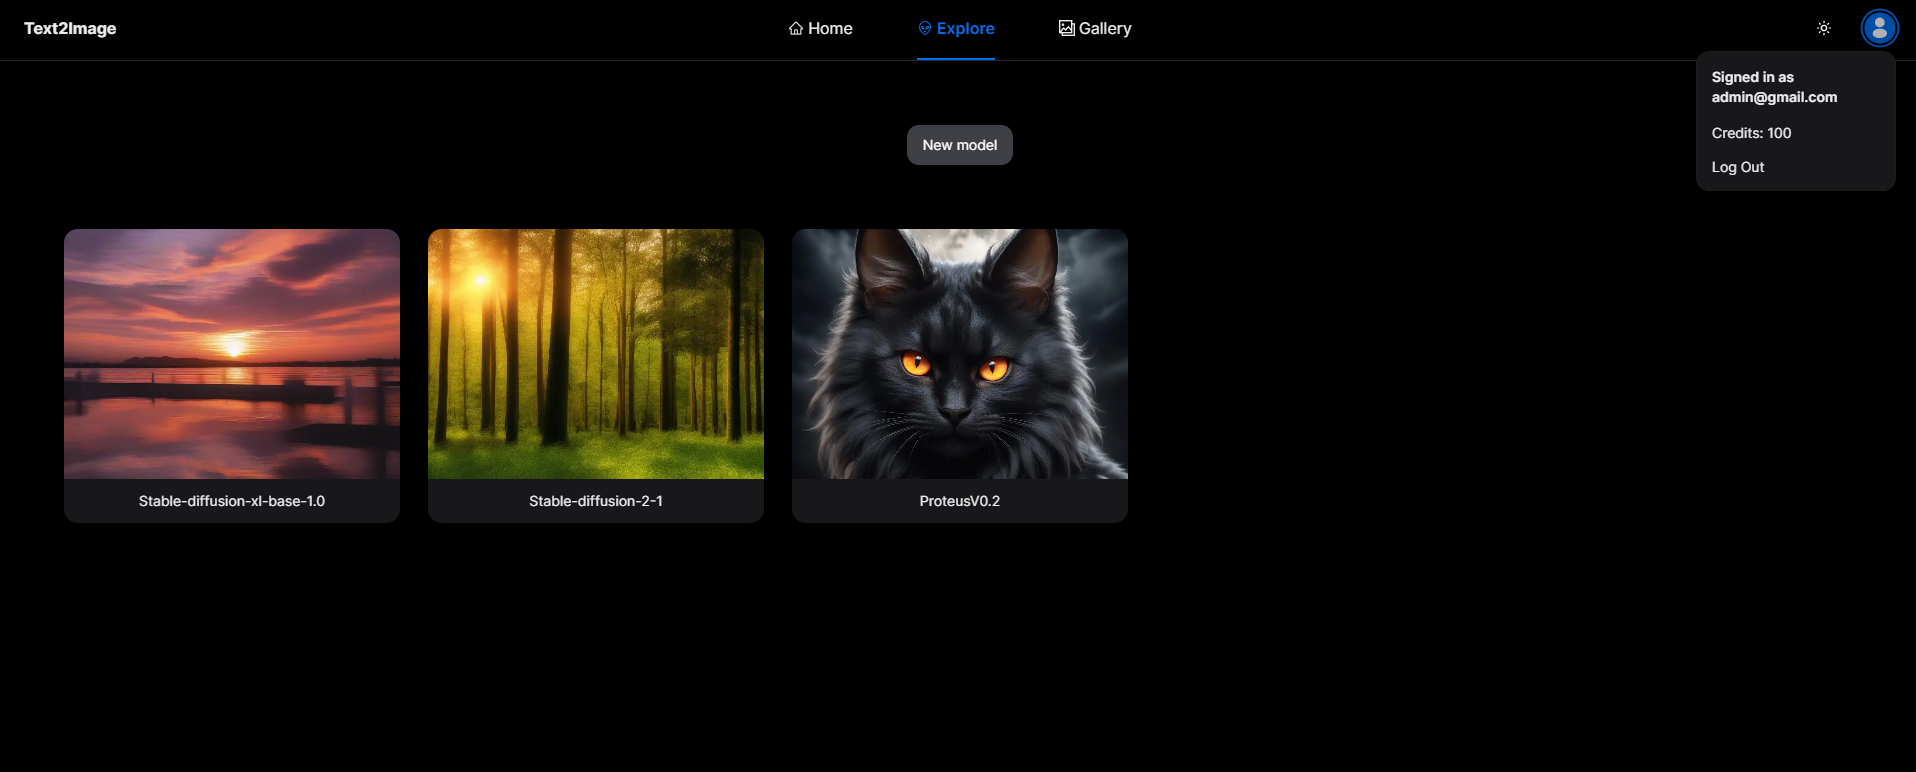 Text2Image
Home
Explore
Gallery
Signed in as
admin@gmail.com
Credits: 100
Log Out
New model
Stable-diffusion-xl-base-1.0
Stable-diffusion-2-1
ProteusV0.2